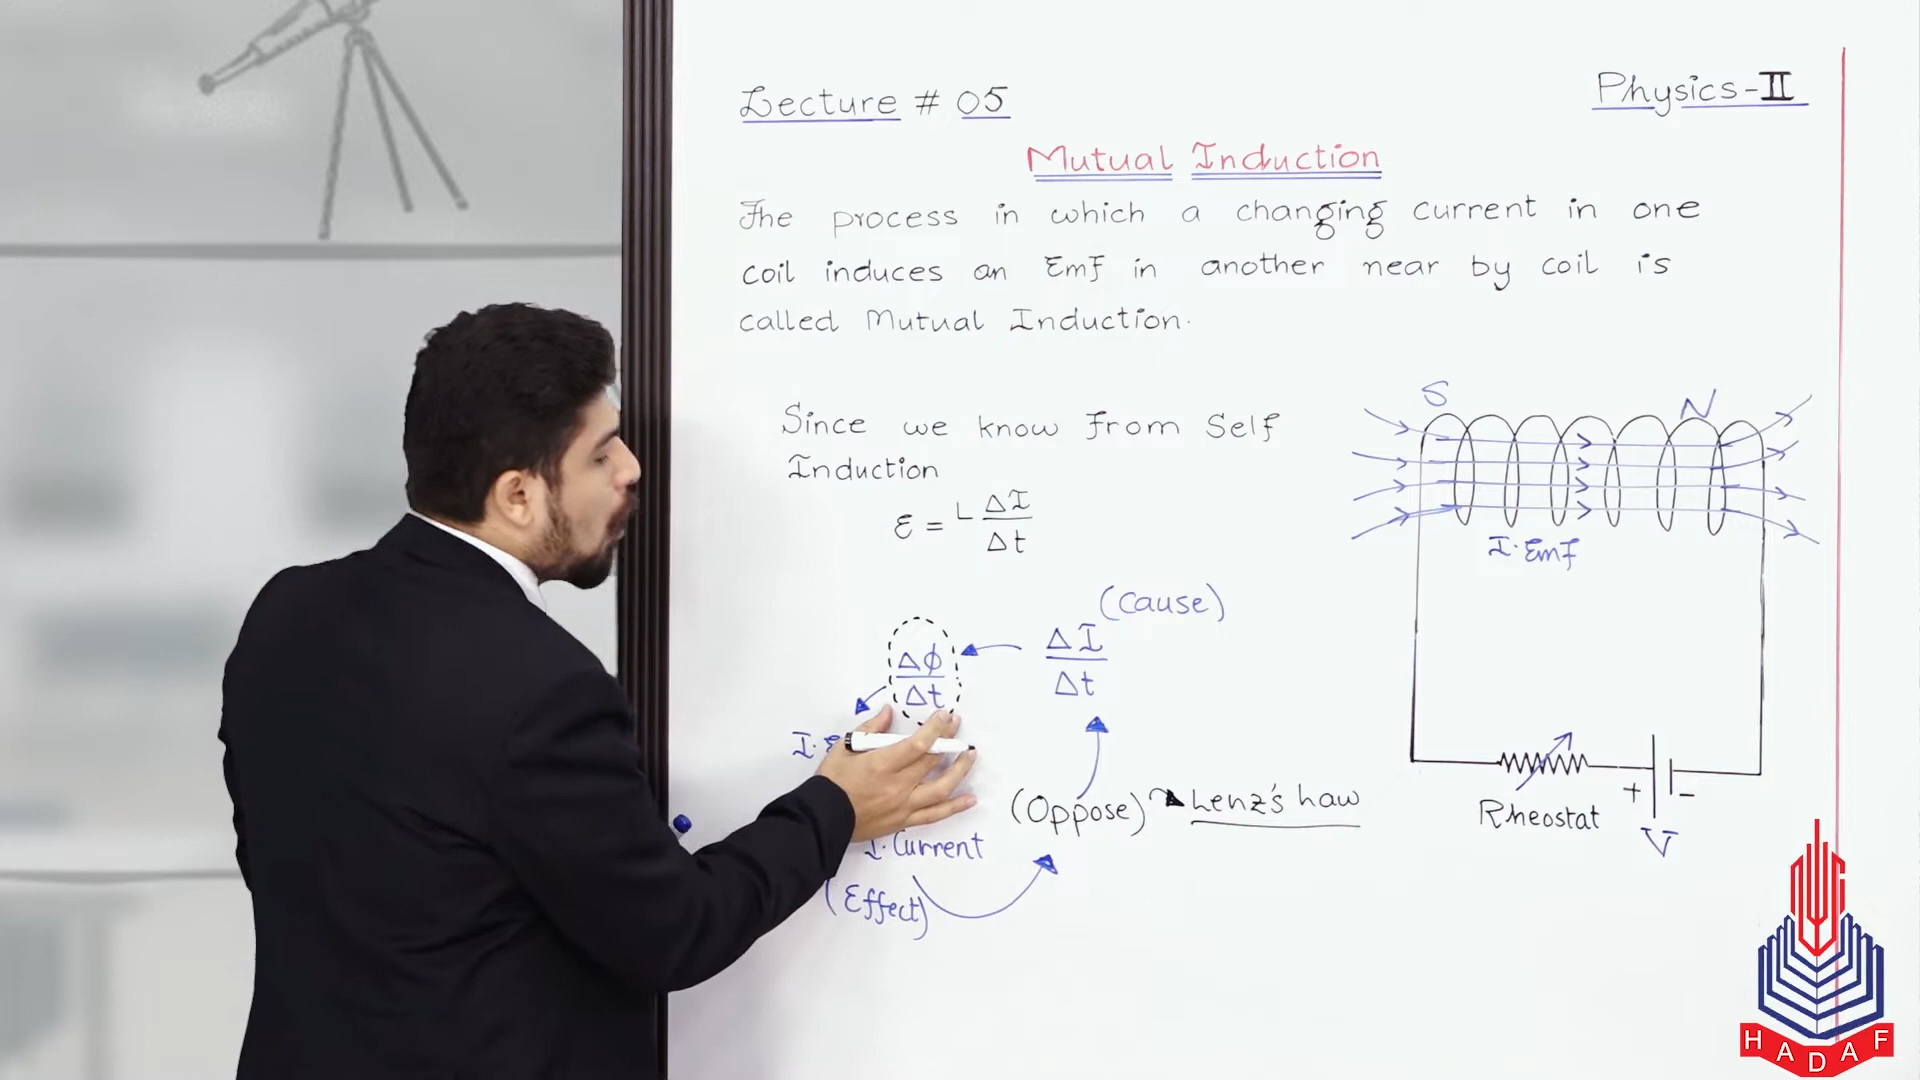 Lecture # 05
Physics-II
Mutual Induction
The process in which a changing current in one
coil induces an Emf in another near by coil is
called Mutual Induction.
Since we know from Self
Induction
ε = L ΔI/Δt
S N
I. Emf
(Cause)
Δϕ/Δt ΔI/Δt
(Oppose) Lenz's Law
I. Current
(Effect)
Rheostat
+ -
V
HADAF